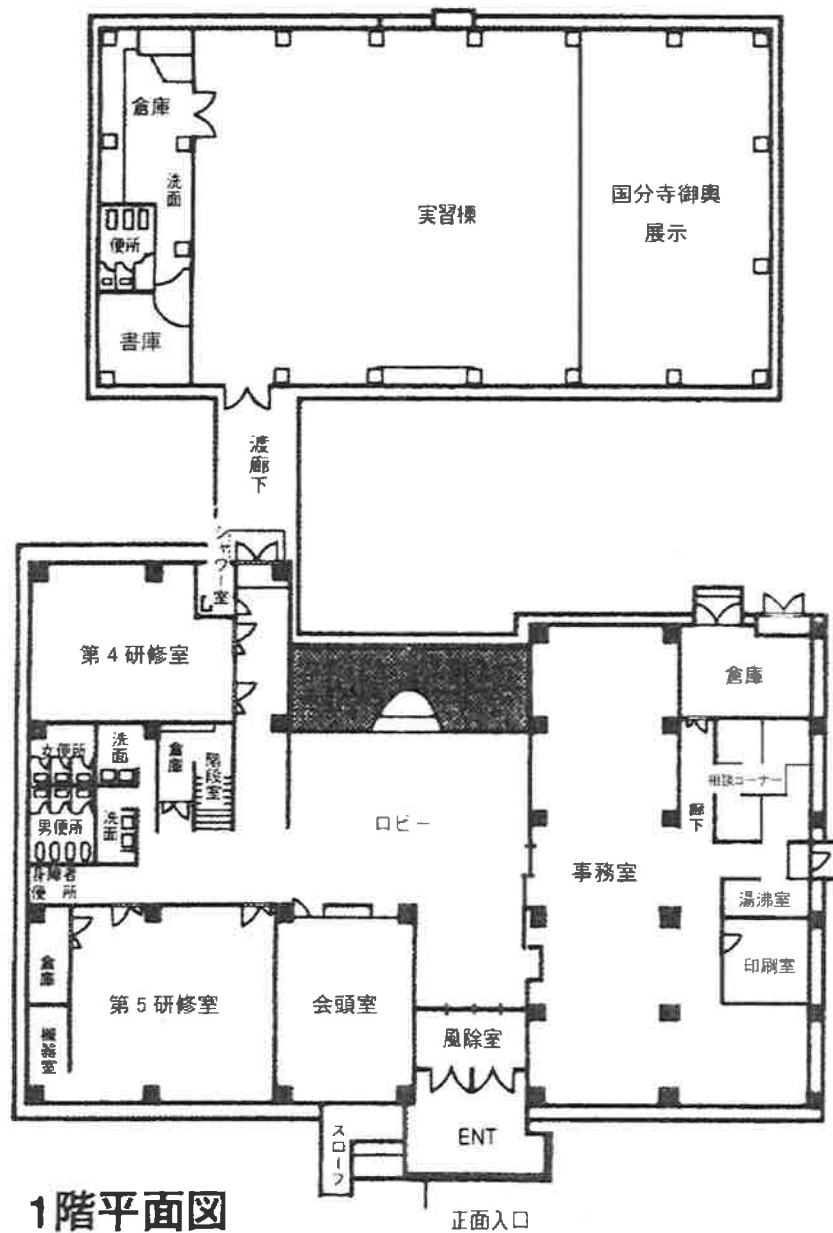 倉庫
洗面
便所
書庫
実習棟
国分寺御輿
展示
渡廊下
シャワー室
第4研修室
女便所
洗面
倉庫
階段室
男便所
洗面
身障者
便所
ロビー
事務室
倉庫
相談コーナー
廊下
湯沸室
印刷室
倉庫
機器室
第5研修室
会頭室
風除室
ENT
スロープ
正面入口
1階平面図